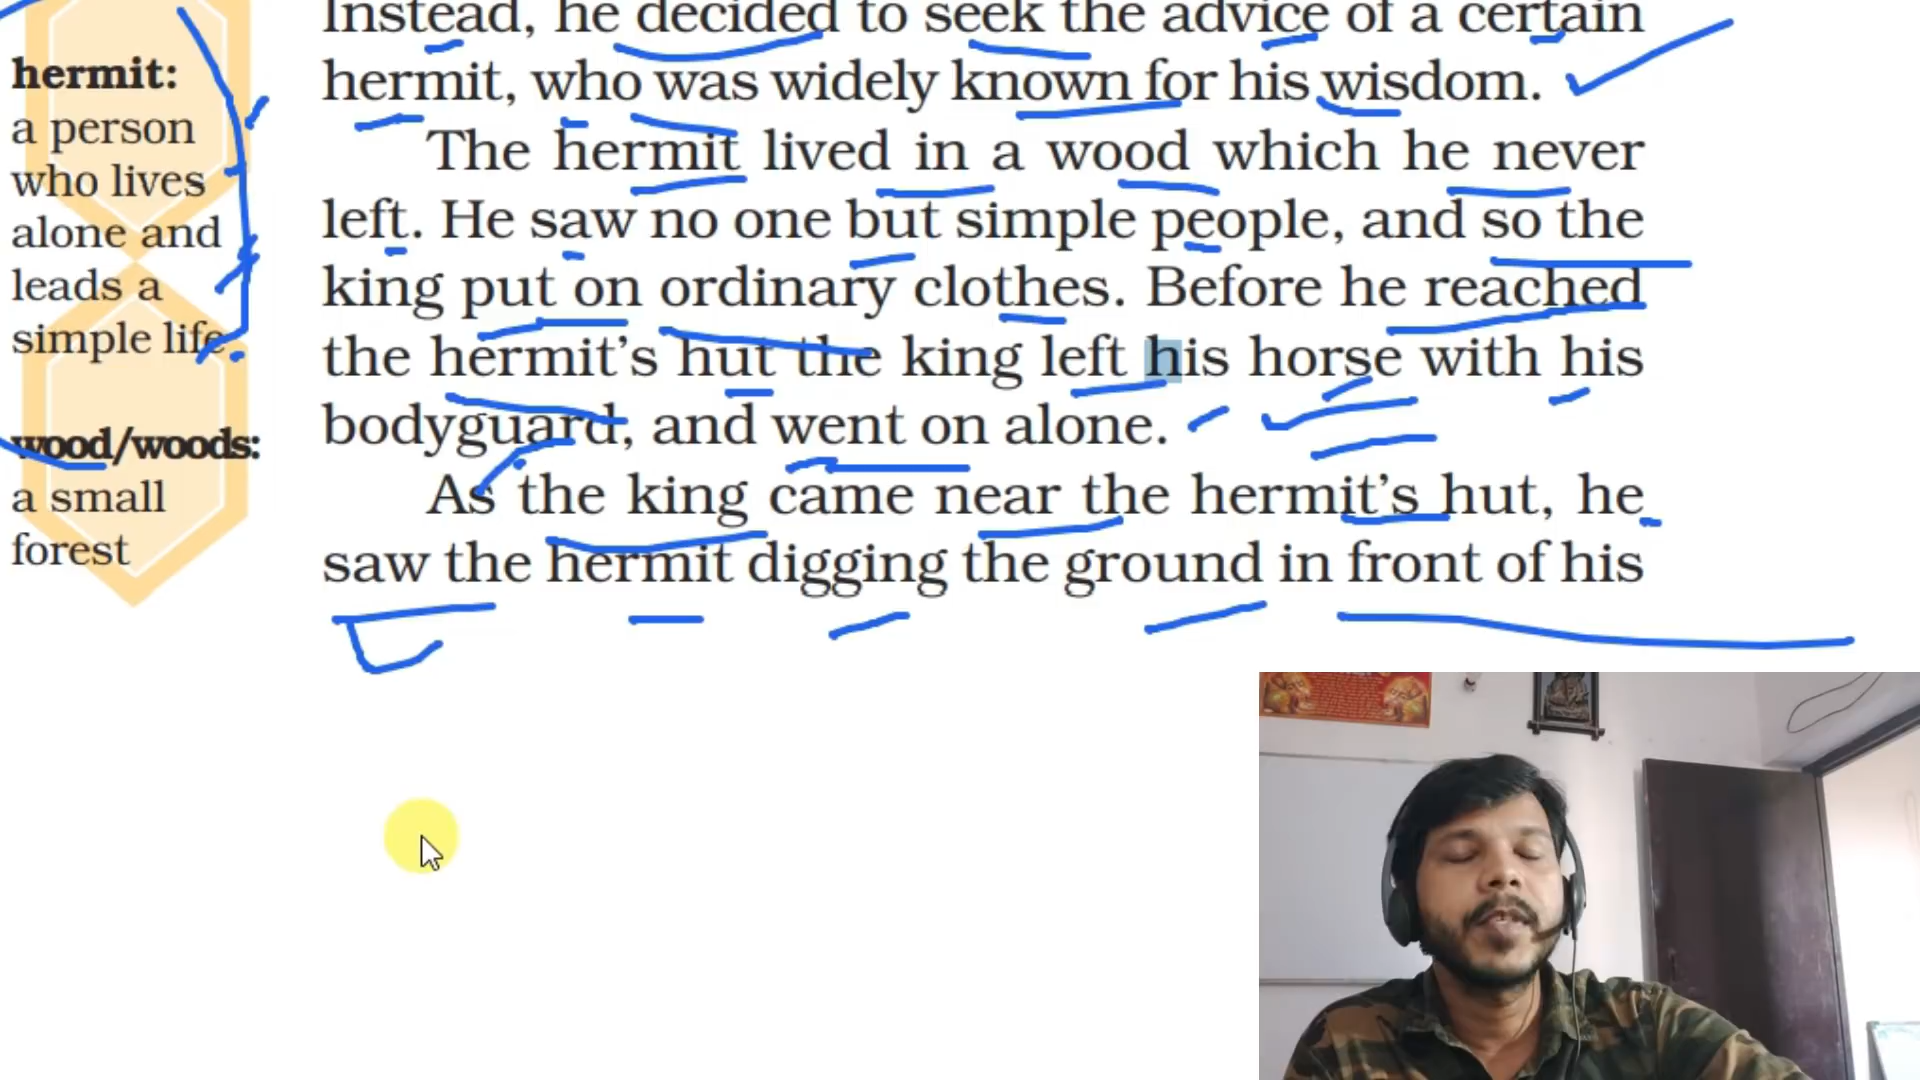 hermit:
a person
who lives
alone and
leads a
simple life
wood/woods:
a small
forest
Instead, he decided to seek the advice of a certain
hermit, who was widely known for his wisdom.
The hermit lived in a wood which he never
left. He saw no one but simple people, and so the
king put on ordinary clothes. Before he reached
the hermit’s hut the king left his horse with his
bodyguard, and went on alone.
As the king came near the hermit’s hut, he
saw the hermit digging the ground in front of his